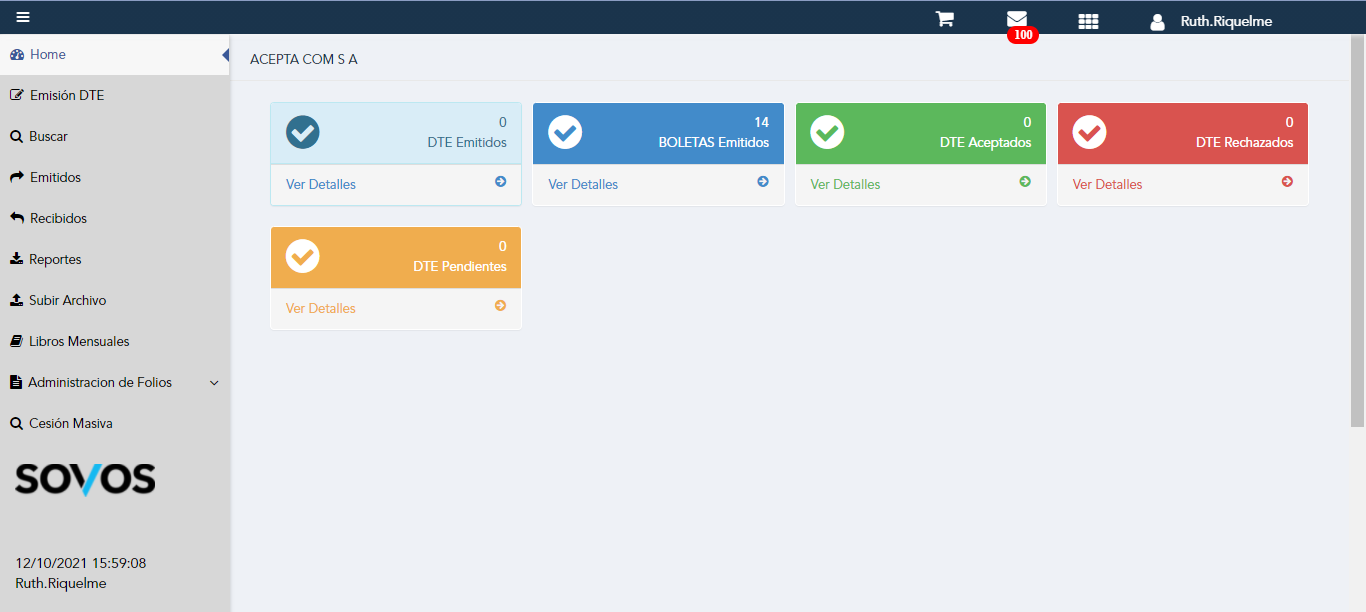 100
Ruth.Riquelme
Home
Emisión DTE
Buscar
Emitidos
Recibidos
Reportes
Subir Archivo
Libros Mensuales
Administracion de Folios
Cesión Masiva
SOVOS
12/10/2021 15:59:08
Ruth.Riquelme
ACEPTA COM S A
0
DTE Emitidos
Ver Detalles
14
BOLETAS Emitidos
Ver Detalles
0
DTE Aceptados
Ver Detalles
0
DTE Rechazados
Ver Detalles
0
DTE Pendientes
Ver Detalles